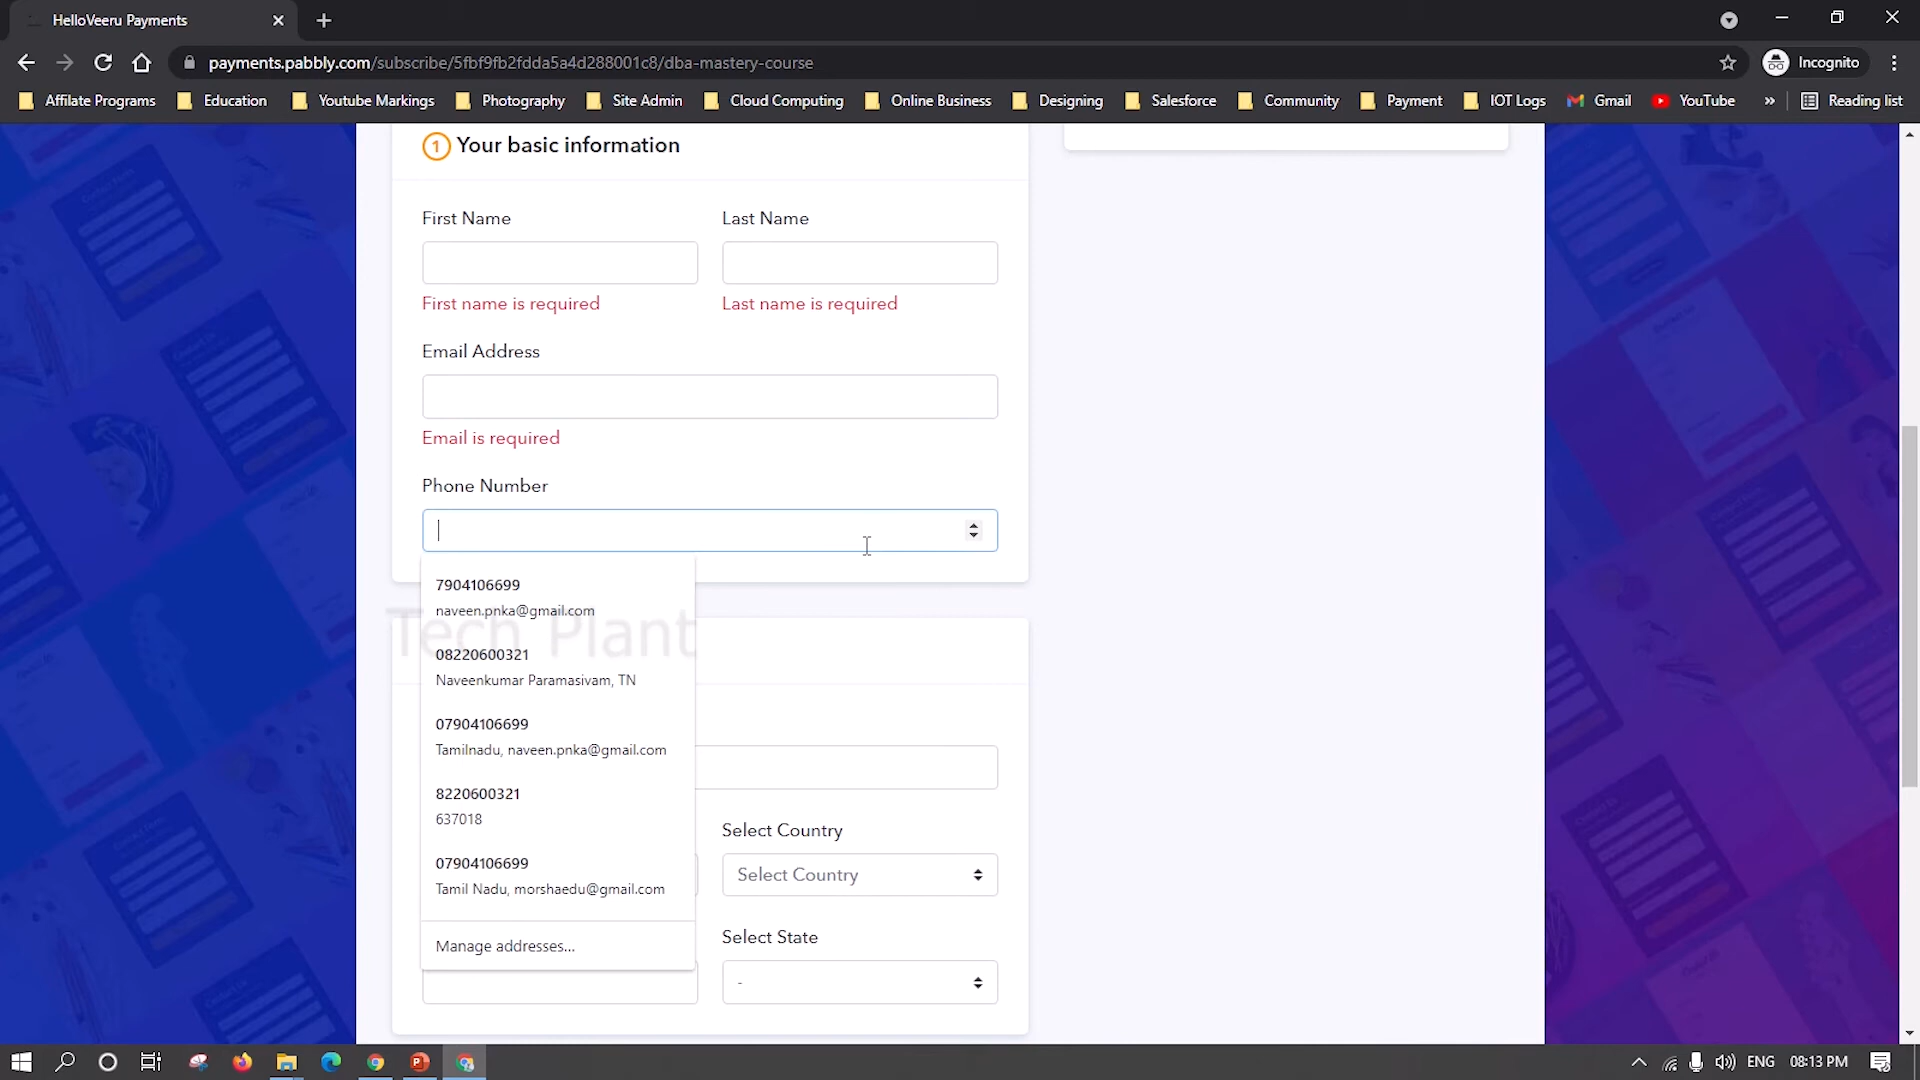 HelloVeeru Payments
payments.pabbly.com/subscribe/5fbf9fb2fdda5a4d288001c8/dba-mastery-course
Incognito
Affilate Programs
Education
Youtube Markings
Photography
Site Admin
Cloud Computing
Online Business
Designing
Salesforce
Community
Payment
IOT Logs
Gmail
YouTube
»
Reading list
1 Your basic information
First Name
Last Name
First name is required
Last name is required
Email Address
Email is required
Phone Number
7904106699
naveen.pnka@gmail.com
Tech Plant
08220600321
Naveenkumar Paramasivam, TN
07904106699
Tamilnadu, naveen.pnka@gmail.com
8220600321
637018
Select Country
Select Country
07904106699
Tamil Nadu, morshaedu@gmail.com
Select State
Manage addresses...
-
ENG
08:13 PM